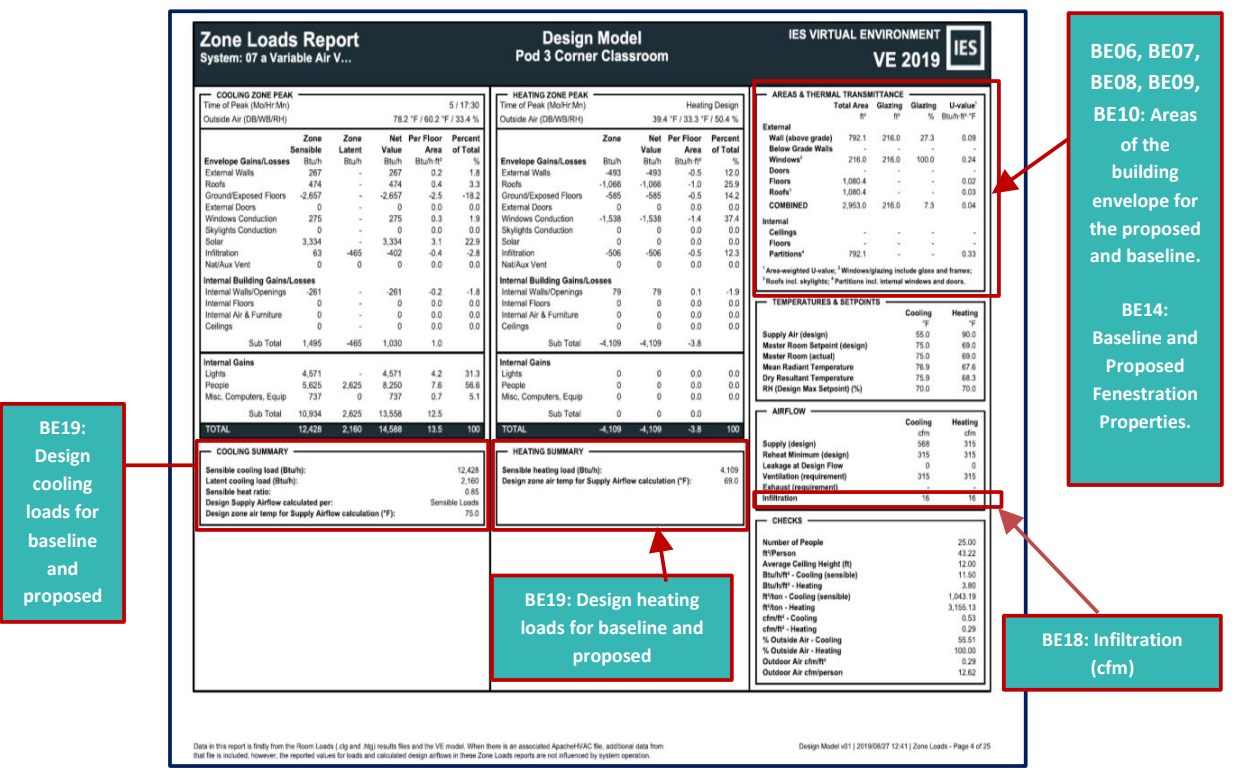 Zone Loads Report
System: 07 a Variable Air V...
Design Model
Pod 3 Corner Classroom
IES VIRTUAL ENVIRONMENT
VE 2019
IES
COOLING ZONE PEAK
Time of Peak (Mo/Hr:Mn) 5 / 17:30
Outside Air (DB/WB/RH) 78.2 °F / 60.2 °F / 33.4 %
Zone Zone Net Per Floor Percent
Sensible Latent Value Area of Total
Envelope Gains/Losses Btu/h Btu/h Btu/h Btu/h·ft² %
External Walls 267 - 267 0.2 1.8
Roofs 474 - 474 0.4 3.3
Ground/Exposed Floors -2,657 - -2,657 -2.5 -18.2
External Doors 0 - 0 0.0 0.0
Windows Conduction 275 - 275 0.3 1.9
Skylights Conduction 0 - 0 0.0 0.0
Solar 3,334 - 3,334 3.1 22.9
Infiltration 63 -465 -402 -0.4 -2.8
Nat/Aux Vent 0 0 0 0.0 0.0
Internal Building Gains/Losses
Internal Walls/Openings -261 - -261 -0.2 -1.8
Internal Floors 0 - 0 0.0 0.0
Internal Air & Furniture 0 - 0 0.0 0.0
Ceilings 0 - 0 0.0 0.0
Sub Total 1,495 -465 1,030 1.0
Internal Gains
Lights 4,571 - 4,571 4.2 31.3
People 5,625 2,625 8,250 7.6 56.6
Misc, Computers, Equip 737 0 737 0.7 5.1
Sub Total 10,934 2,625 13,558 12.5
TOTAL 12,428 2,160 14,588 13.5 100
COOLING SUMMARY
Sensible cooling load (Btu/h): 12,428
Latent cooling load (Btu/h): 2,160
Sensible heat ratio: 0.85
Design Supply Airflow calculated per: Sensible Loads
Design zone air temp for Supply Airflow calculation (°F): 75.0
HEATING ZONE PEAK
Time of Peak (Mo/Hr:Mn) Heating Design
Outside Air (DB/WB/RH) 39.4 °F / 33.3 °F / 50.4 %
Zone Net Per Floor Percent
Value Area of Total
Envelope Gains/Losses Btu/h Btu/h Btu/h·ft² %
External Walls -493 -493 -0.5 12.0
Roofs -1,066 -1,066 -1.0 25.9
Ground/Exposed Floors -585 -585 -0.5 14.2
External Doors 0 0 0.0 0.0
Windows Conduction -1,538 -1,538 -1.4 37.4
Skylights Conduction 0 0 0.0 0.0
Solar 0 0 0.0 0.0
Infiltration -506 -506 -0.5 12.3
Nat/Aux Vent 0 0 0.0 0.0
Internal Building Gains/Losses
Internal Walls/Openings 79 79 0.1 -1.9
Internal Floors 0 0 0.0 0.0
Internal Air & Furniture 0 0 0.0 0.0
Ceilings 0 0 0.0 0.0
Sub Total -4,109 -4,109 -3.8
Internal Gains
Lights 0 0 0.0 0.0
People 0 0 0.0 0.0
Misc, Computers, Equip 0 0 0.0 0.0
Sub Total 0 0 0.0
TOTAL -4,109 -4,109 -3.8 100
HEATING SUMMARY
Sensible heating load (Btu/h): 4,109
Design zone air temp for Supply Airflow calculation (°F): 69.0
AREAS & THERMAL TRANSMITTANCE
Total Area Glazing Glazing U-value¹
ft² ft² % Btu/h·ft²·°F
External
Wall (above grade) 792.1 216.0 27.3 0.09
Below Grade Walls - - - -
Windows² 216.0 216.0 100.0 0.24
Doors - - - -
Floors 1,080.4 - - 0.02
Roofs³ 1,080.4 - - 0.03
COMBINED 2,953.0 216.0 7.3 0.04
Internal
Ceilings - - - -
Floors - - - -
Partitions⁴ 792.1 - - 0.33
¹ Area-weighted U-value; ² Windows/glazing include glass and frames;
³ Roofs incl. skylights; ⁴ Partitions incl. internal windows and doors.
TEMPERATURES & SETPOINTS
Cooling Heating
°F °F
Supply Air (design) 55.0 90.0
Master Room Setpoint (design) 75.0 69.0
Master Room (actual) 75.0 69.0
Mean Radiant Temperature 76.9 67.6
Dry Resultant Temperature 75.9 68.3
RH (Design Max Setpoint) (%) 70.0 70.0
AIRFLOW
Cooling Heating
cfm cfm
Supply (design) 568 315
Reheat Minimum (design) 315 315
Leakage at Design Flow 0 0
Ventilation (requirement) 315 315
Exhaust (requirement) - -
Infiltration 16 16
CHECKS
Number of People 25.00
ft²/Person 43.22
Average Ceiling Height (ft) 12.00
Btu/h/ft² - Cooling (sensible) 11.50
Btu/h/ft² - Heating 3.80
ft²/ton - Cooling (sensible) 1,043.19
ft²/ton - Heating 3,155.13
cfm/ft² - Cooling 0.53
cfm/ft² - Heating 0.29
% Outside Air - Cooling 55.51
% Outside Air - Heating 100.00
Outdoor Air cfm/ft² 0.29
Outdoor Air cfm/person 12.62
BE06, BE07,
BE08, BE09,
BE10: Areas
of the
building
envelope for
the proposed
and baseline.
BE14:
Baseline and
Proposed
Fenestration
Properties.
BE19:
Design
cooling
loads for
baseline
and
proposed
BE19: Design heating
loads for baseline and
proposed
BE18: Infiltration
(cfm)
Data in this report is firstly from the Room Loads (.clg and .htg) results files and the VE model. When there is an associated ApacheHVAC file, additional data from
that file is included; however, the reported values for loads and calculated design airflows in these Zone Loads reports are not influenced by system operation.
Design Model v01 | 2019/08/27 12:41 | Zone Loads - Page 4 of 25